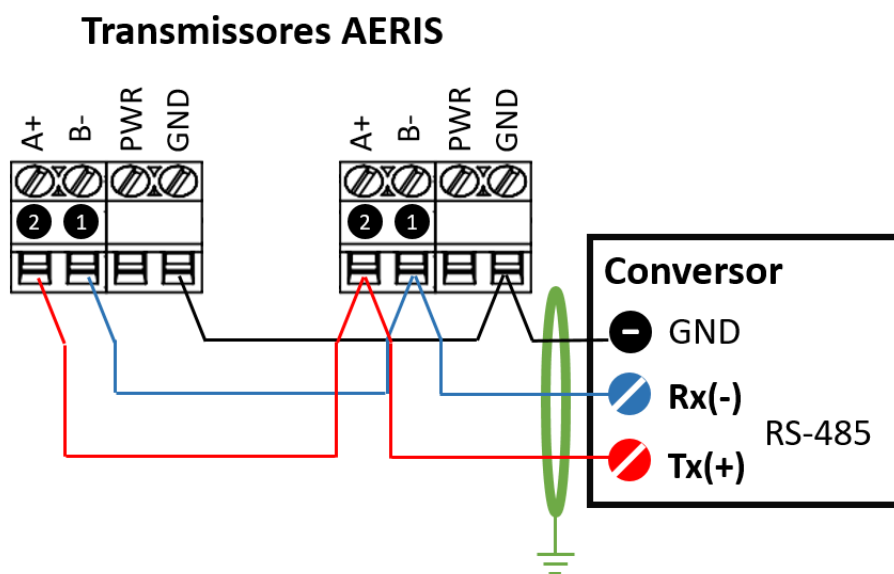 Transmissores AERIS
A+ B- PWR GND A+ B- PWR GND
2 1 2 1
Conversor
GND
Rx(-)
RS-485
Tx(+)